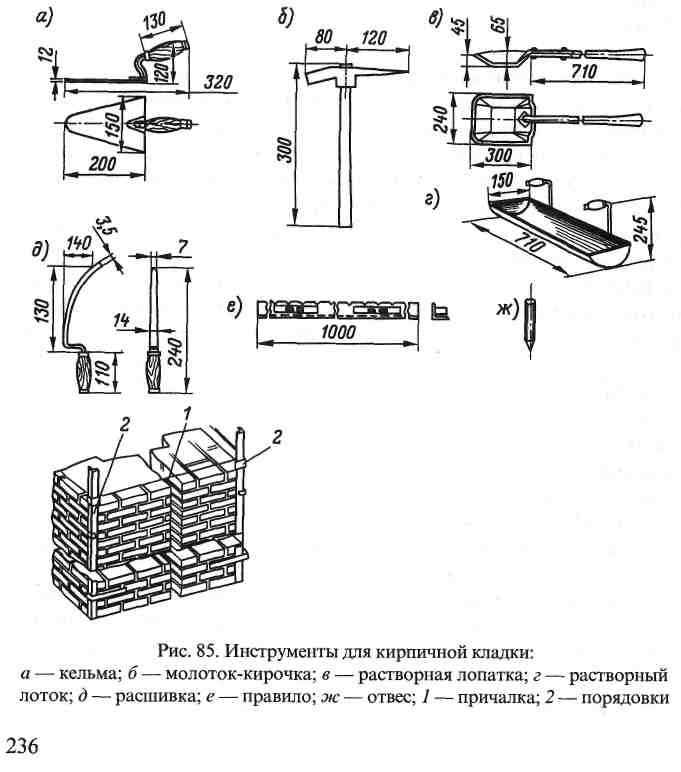 а)
130
12
120
320
150
200
б)
80
120
300
в)
45
65
710
240
300
г)
150
710
245
д)
3,5
140
7
130
14
110
240
е)
1000
ж)
2
1
2
Рис. 85. Инструменты для кирпичной кладки:
а — кельма; б — молоток-кирочка; в — растворная лопатка; г — растворный
лоток; д — расшивка; е — правило; ж — отвес; 1 — причалка; 2 — порядовки
236